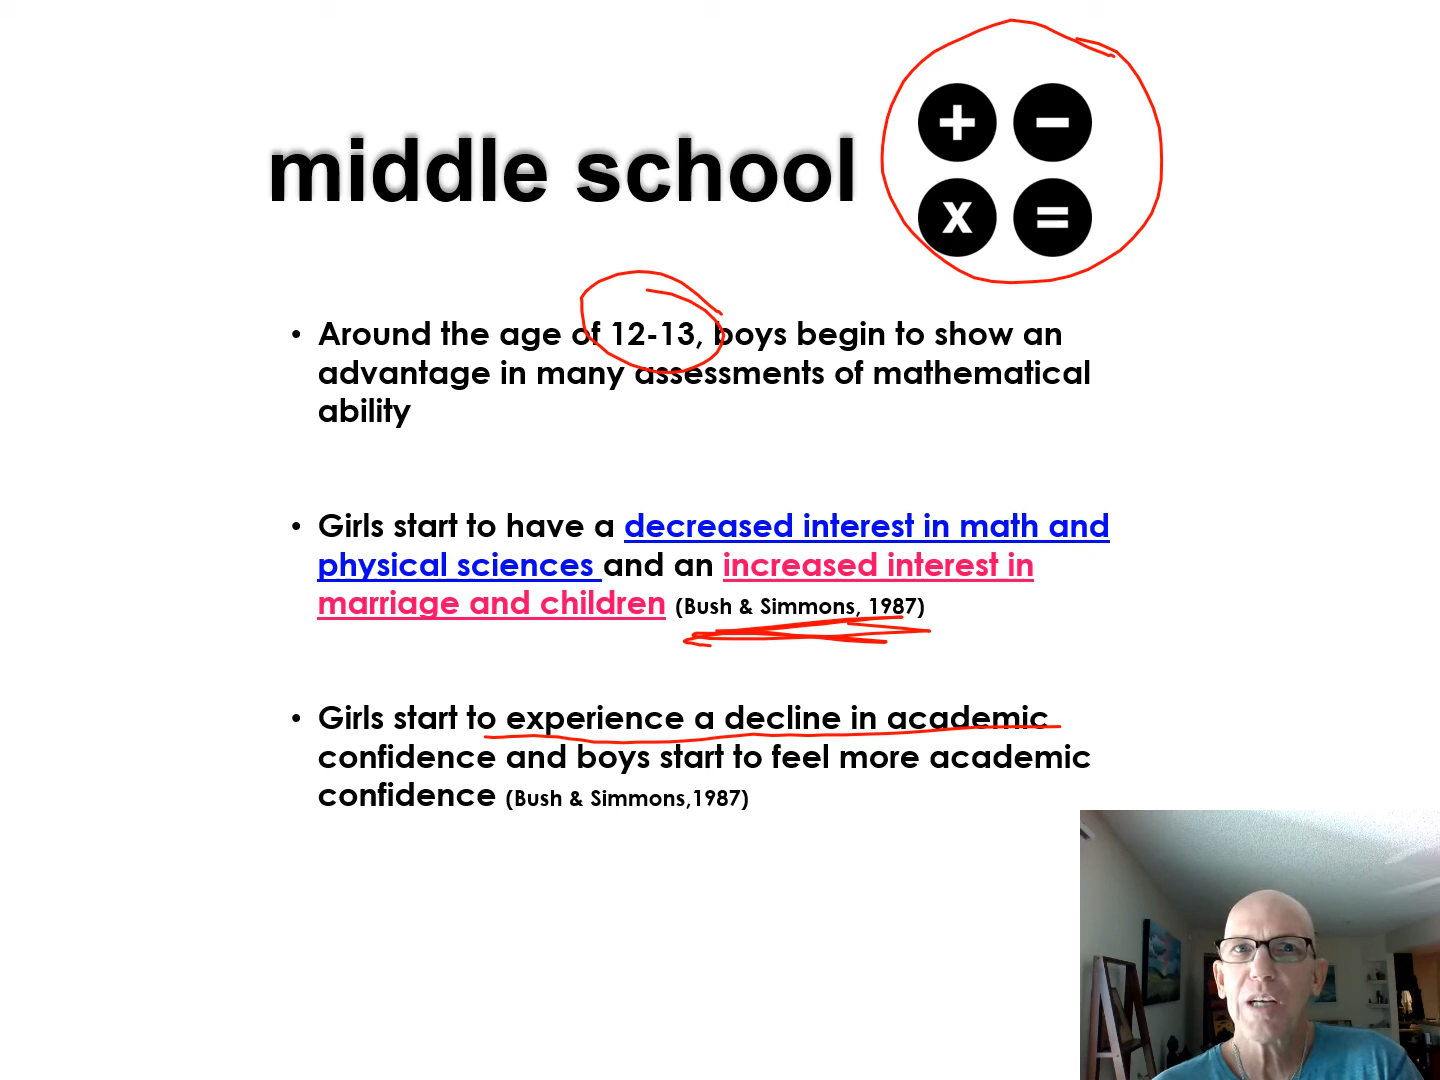 middle school
+ −
x =
• Around the age of 12-13, boys begin to show an
advantage in many assessments of mathematical
ability
• Girls start to have a decreased interest in math and
physical sciences and an increased interest in
marriage and children (Bush & Simmons, 1987)
• Girls start to experience a decline in academic
confidence and boys start to feel more academic
confidence (Bush & Simmons,1987)